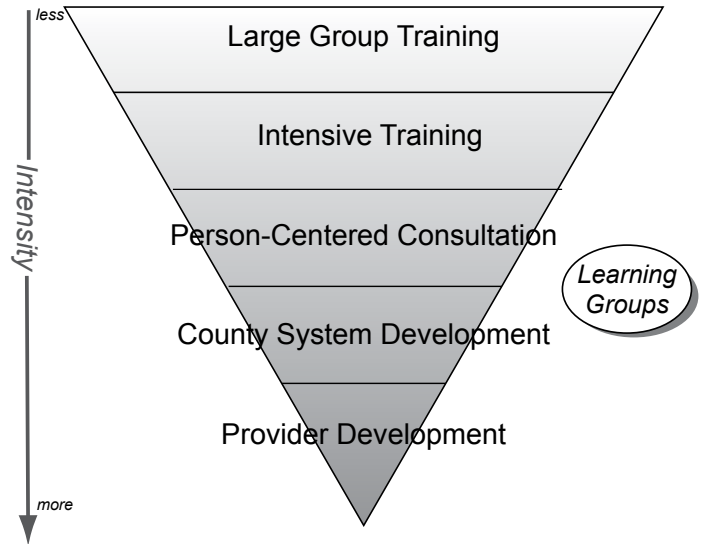 less
Large Group Training
Intensive Training
Intensity
Person-Centered Consultation
Learning
Groups
County System Development
Provider Development
more